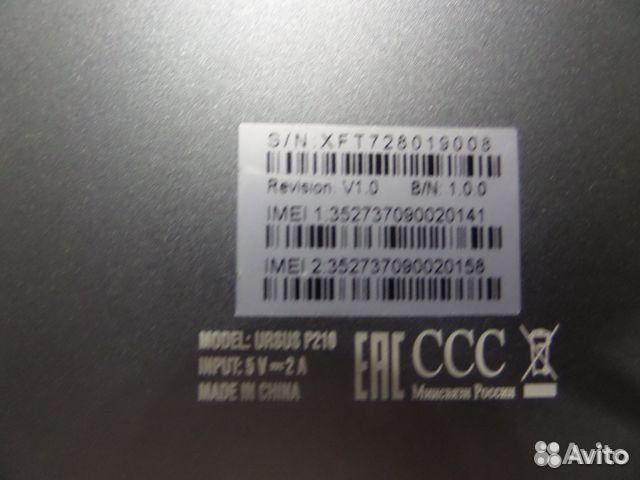 S/N:XFT728019008
Revision: V1.0 B/N: 1.0.0
IMEI 1:352737090020141
IMEI 2:352737090020158
MODEL: URSUS P210
INPUT: 5 V⎓2 A
MADE IN CHINA
EAC ССС
Минсвязи России
Avito